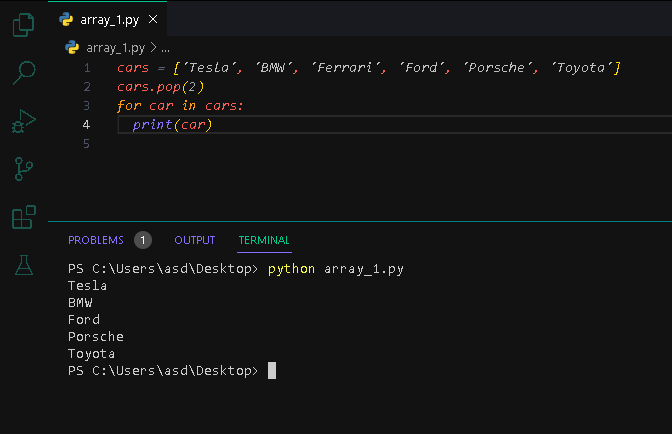 array_1.py
array_1.py > ...
1 cars = ['Tesla', 'BMW', 'Ferrari', 'Ford', 'Porsche', 'Toyota']
2 cars.pop(2)
3 for car in cars:
4   print(car)
5
PROBLEMS 1 OUTPUT TERMINAL
PS C:\Users\asd\Desktop> python array_1.py
Tesla
BMW
Ford
Porsche
Toyota
PS C:\Users\asd\Desktop>